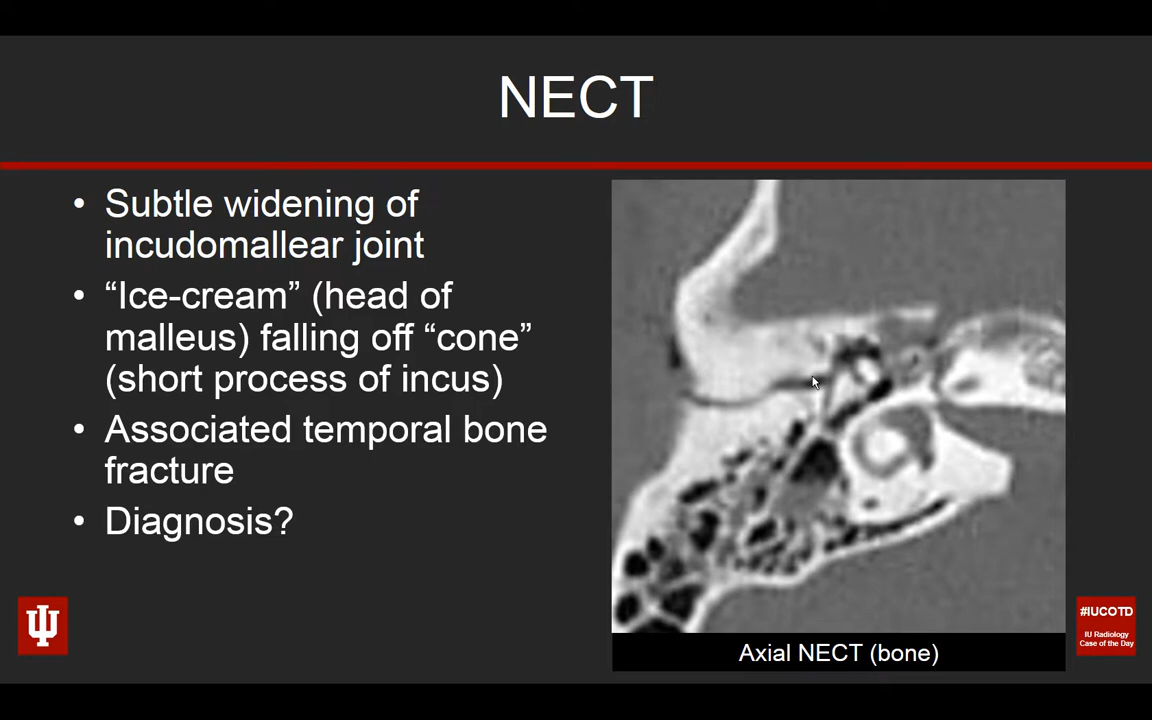 NECT
• Subtle widening of
incudomallear joint
• “Ice-cream” (head of
malleus) falling off “cone”
(short process of incus)
• Associated temporal bone
fracture
• Diagnosis?
Axial NECT (bone)
#IUCOTD
IU Radiology
Case of the Day